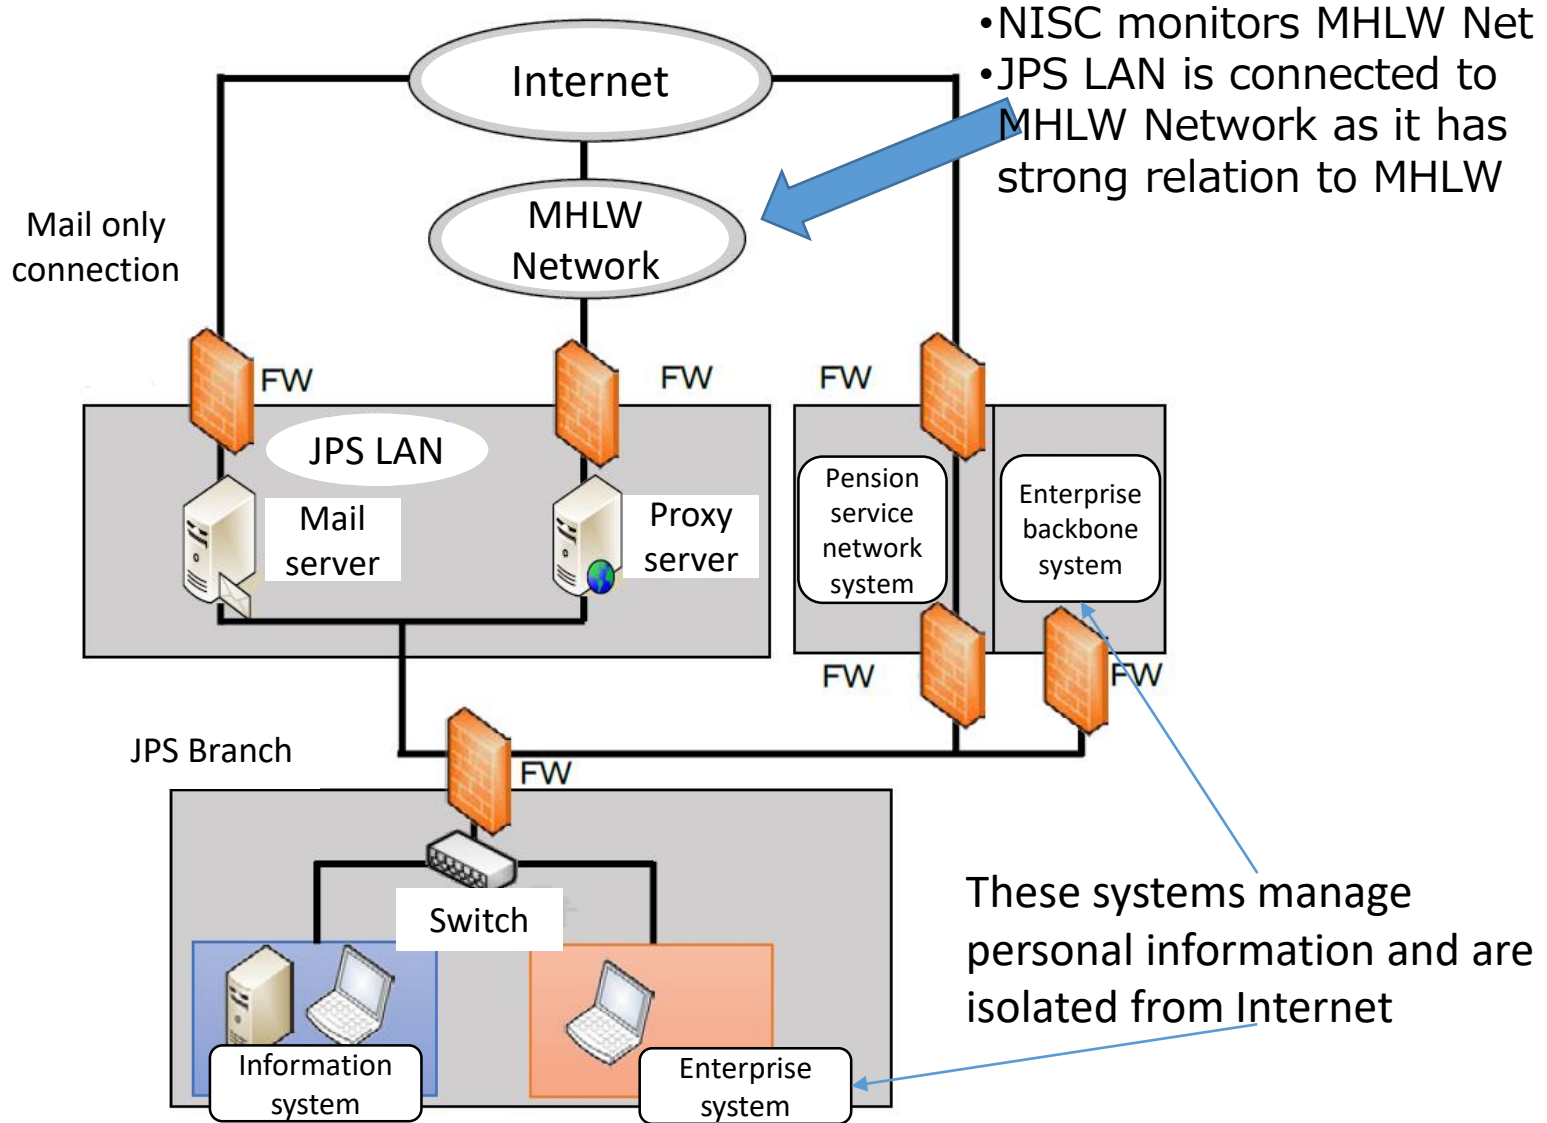 •NISC monitors MHLW Net
•JPS LAN is connected to
MHLW Network as it has
strong relation to MHLW
Internet
MHLW
Network
Mail only
connection
FW
FW
FW
JPS LAN
Mail
server
Proxy
server
Pension
service
network
system
Enterprise
backbone
system
FW
FW
JPS Branch
FW
Switch
Information
system
Enterprise
system
These systems manage
personal information and are
isolated from Internet